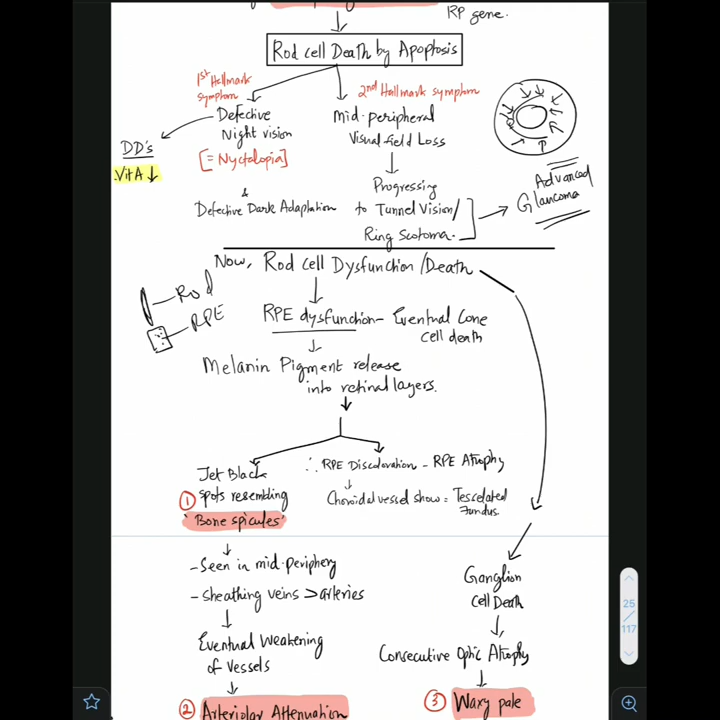 RP gene.
Rod cell Death by Apoptosis
1st Hallmark
symptom
2nd Hallmark symptom
Defective
Night vision
[= Nyctalopia]
&
Defective Dark Adaptation
DD's
Vit A ↓
Mid-peripheral
Visual field Loss
Progressing
to Tunnel Vision/
Ring Scotoma.
Advanced
Glaucoma
Now, Rod cell Dysfunction/Death
Rod
RPE
RPE dysfunction - Eventual Cone
cell death
Melanin Pigment release
into retinal layers.
Jet Black
① spots resembling
'Bone spicules'
∴ RPE Discolouration - RPE Atrophy
Choroidal vessel show = Tescelated
Fundus.
- Seen in mid-periphery
- Sheathing veins > arteries
Eventual Weakening
of Vessels
② Arteriolar Attenuation
Ganglion
cell Death
Consecutive Optic Atrophy
③ Waxy pale
25
117